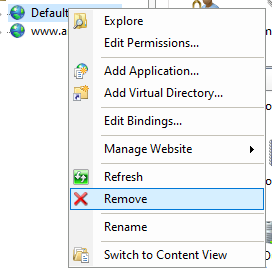 Default
www.a
Explore
Edit Permissions...
Add Application...
Add Virtual Directory...
Edit Bindings...
Manage Website
Refresh
Remove
Rename
Switch to Content View